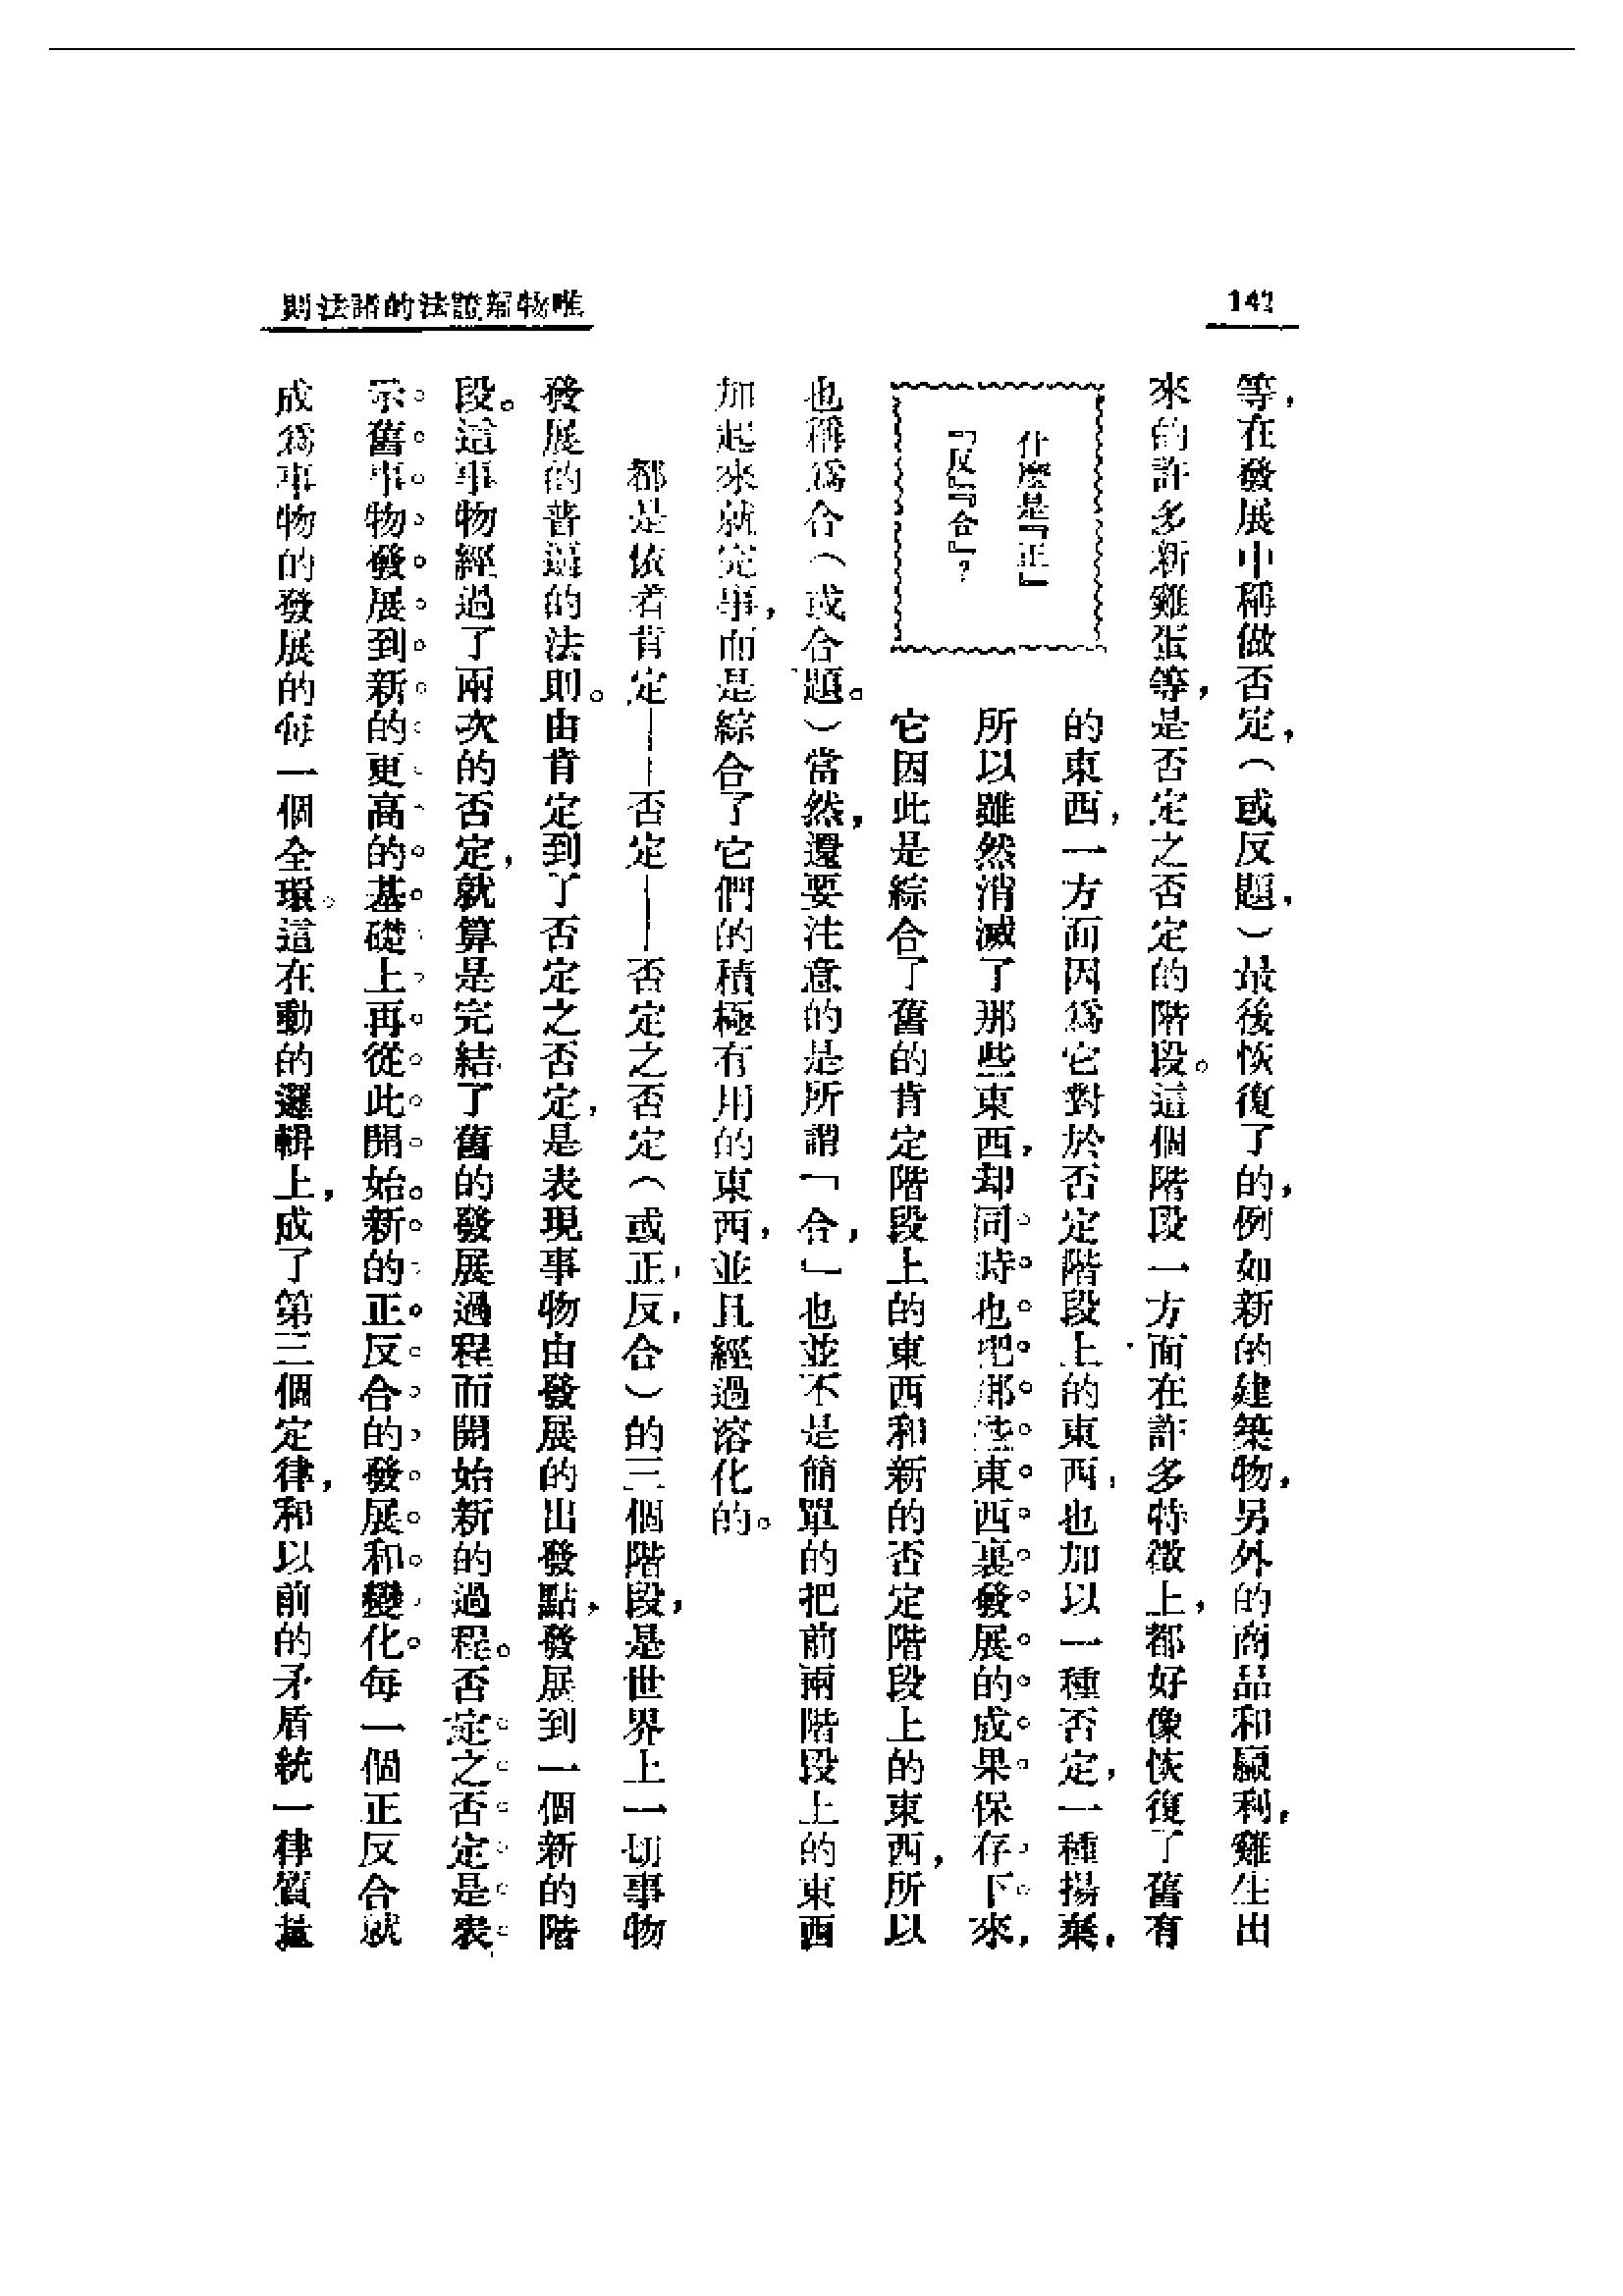 142
唯物辯證法的諸法則
等，在發展中稱做否定，（或反題，）最後恢復了的，例如新的建築物，另外的商品和贏利，雞生出
來的許多新雞蛋等，是否定之否定的階段。這個階段一方面在許多特徵上，都好像恢復了舊有
的東西，一方面因爲它對於否定階段上的東西，也加以一種否定，一種揚棄，
所以雖然消滅了那些東西，却同時也把那些東西裏發展的成果保存下來，
什麼是『正』
『反』『合』？
它因此是綜合了舊的肯定階段上的東西和新的否定階段上的東西，所以
也稱爲合（或合題。）當然，還要注意的是所謂「合，」也並不是簡單的把前兩階段上的東西
加起來就完事，而是綜合了它們的積極有用的東西，並且經過溶化的。
都是依着肯定——否定——否定之否定（或正，反，合）的三個階段，是世界上一切事物
發展的普遍的法則。由肯定到了否定之否定，是表現事物由發展的出發點，發展到一個新的階
段。這事物經過了兩次的否定，就算是完結了舊的發展過程而開始新的過程。否定之否定是表
示舊事物發展到新的更高的基礎上再從此開始。新的正反合的發展和變化。每一個正反合就
成爲事物的發展的每一個全環。這在動的邏輯上，成了第三個定律，和以前的矛盾統一律質量